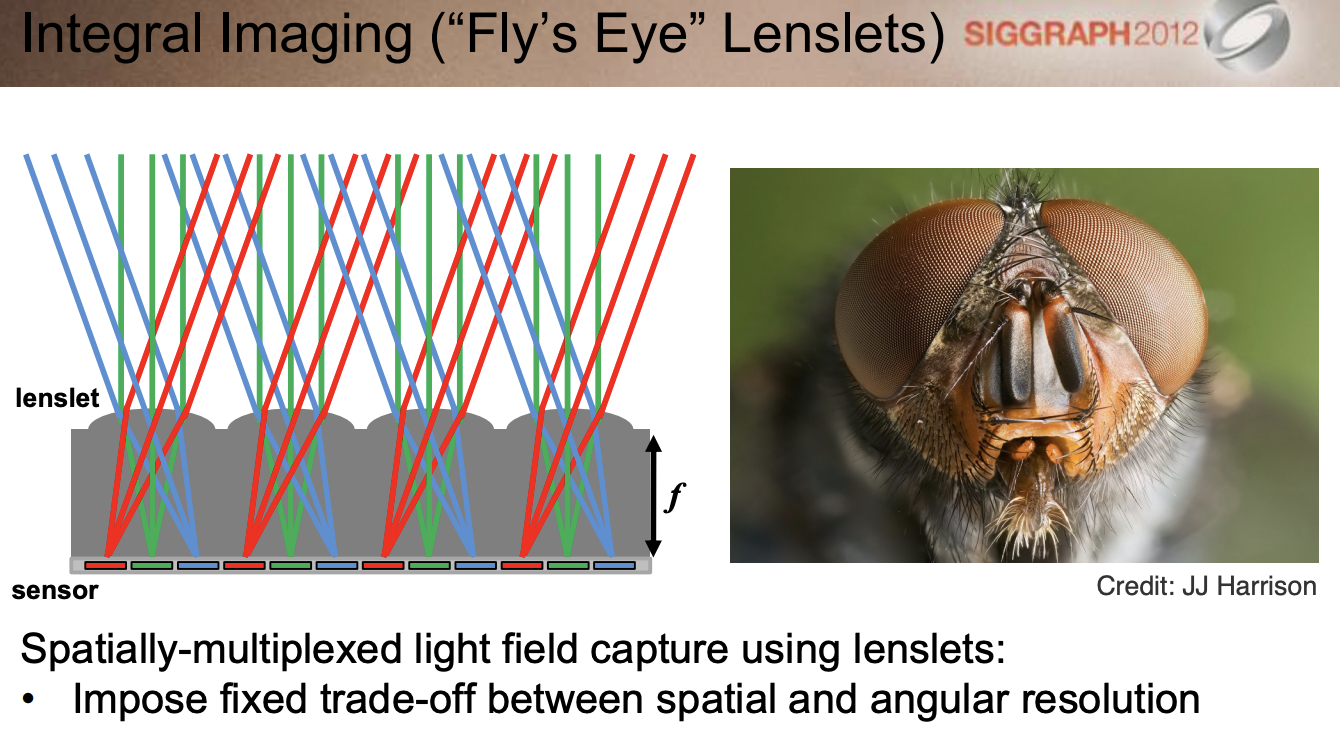 Integral Imaging (“Fly’s Eye” Lenslets)
SIGGRAPH2012
lenslet
f
sensor
Credit: JJ Harrison
Spatially-multiplexed light field capture using lenslets:
• Impose fixed trade-off between spatial and angular resolution